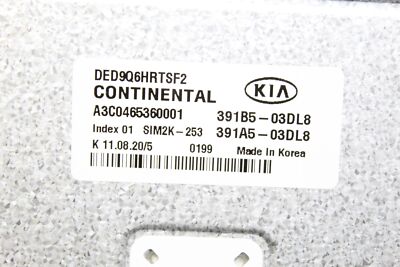 DED9Q6HRTSF2
KIA
CONTINENTAL
A3C0465360001 391B5-03DL8
Index 01 SIM2K-253 391A5-03DL8
K 11.08.20/5 0199 Made In Korea